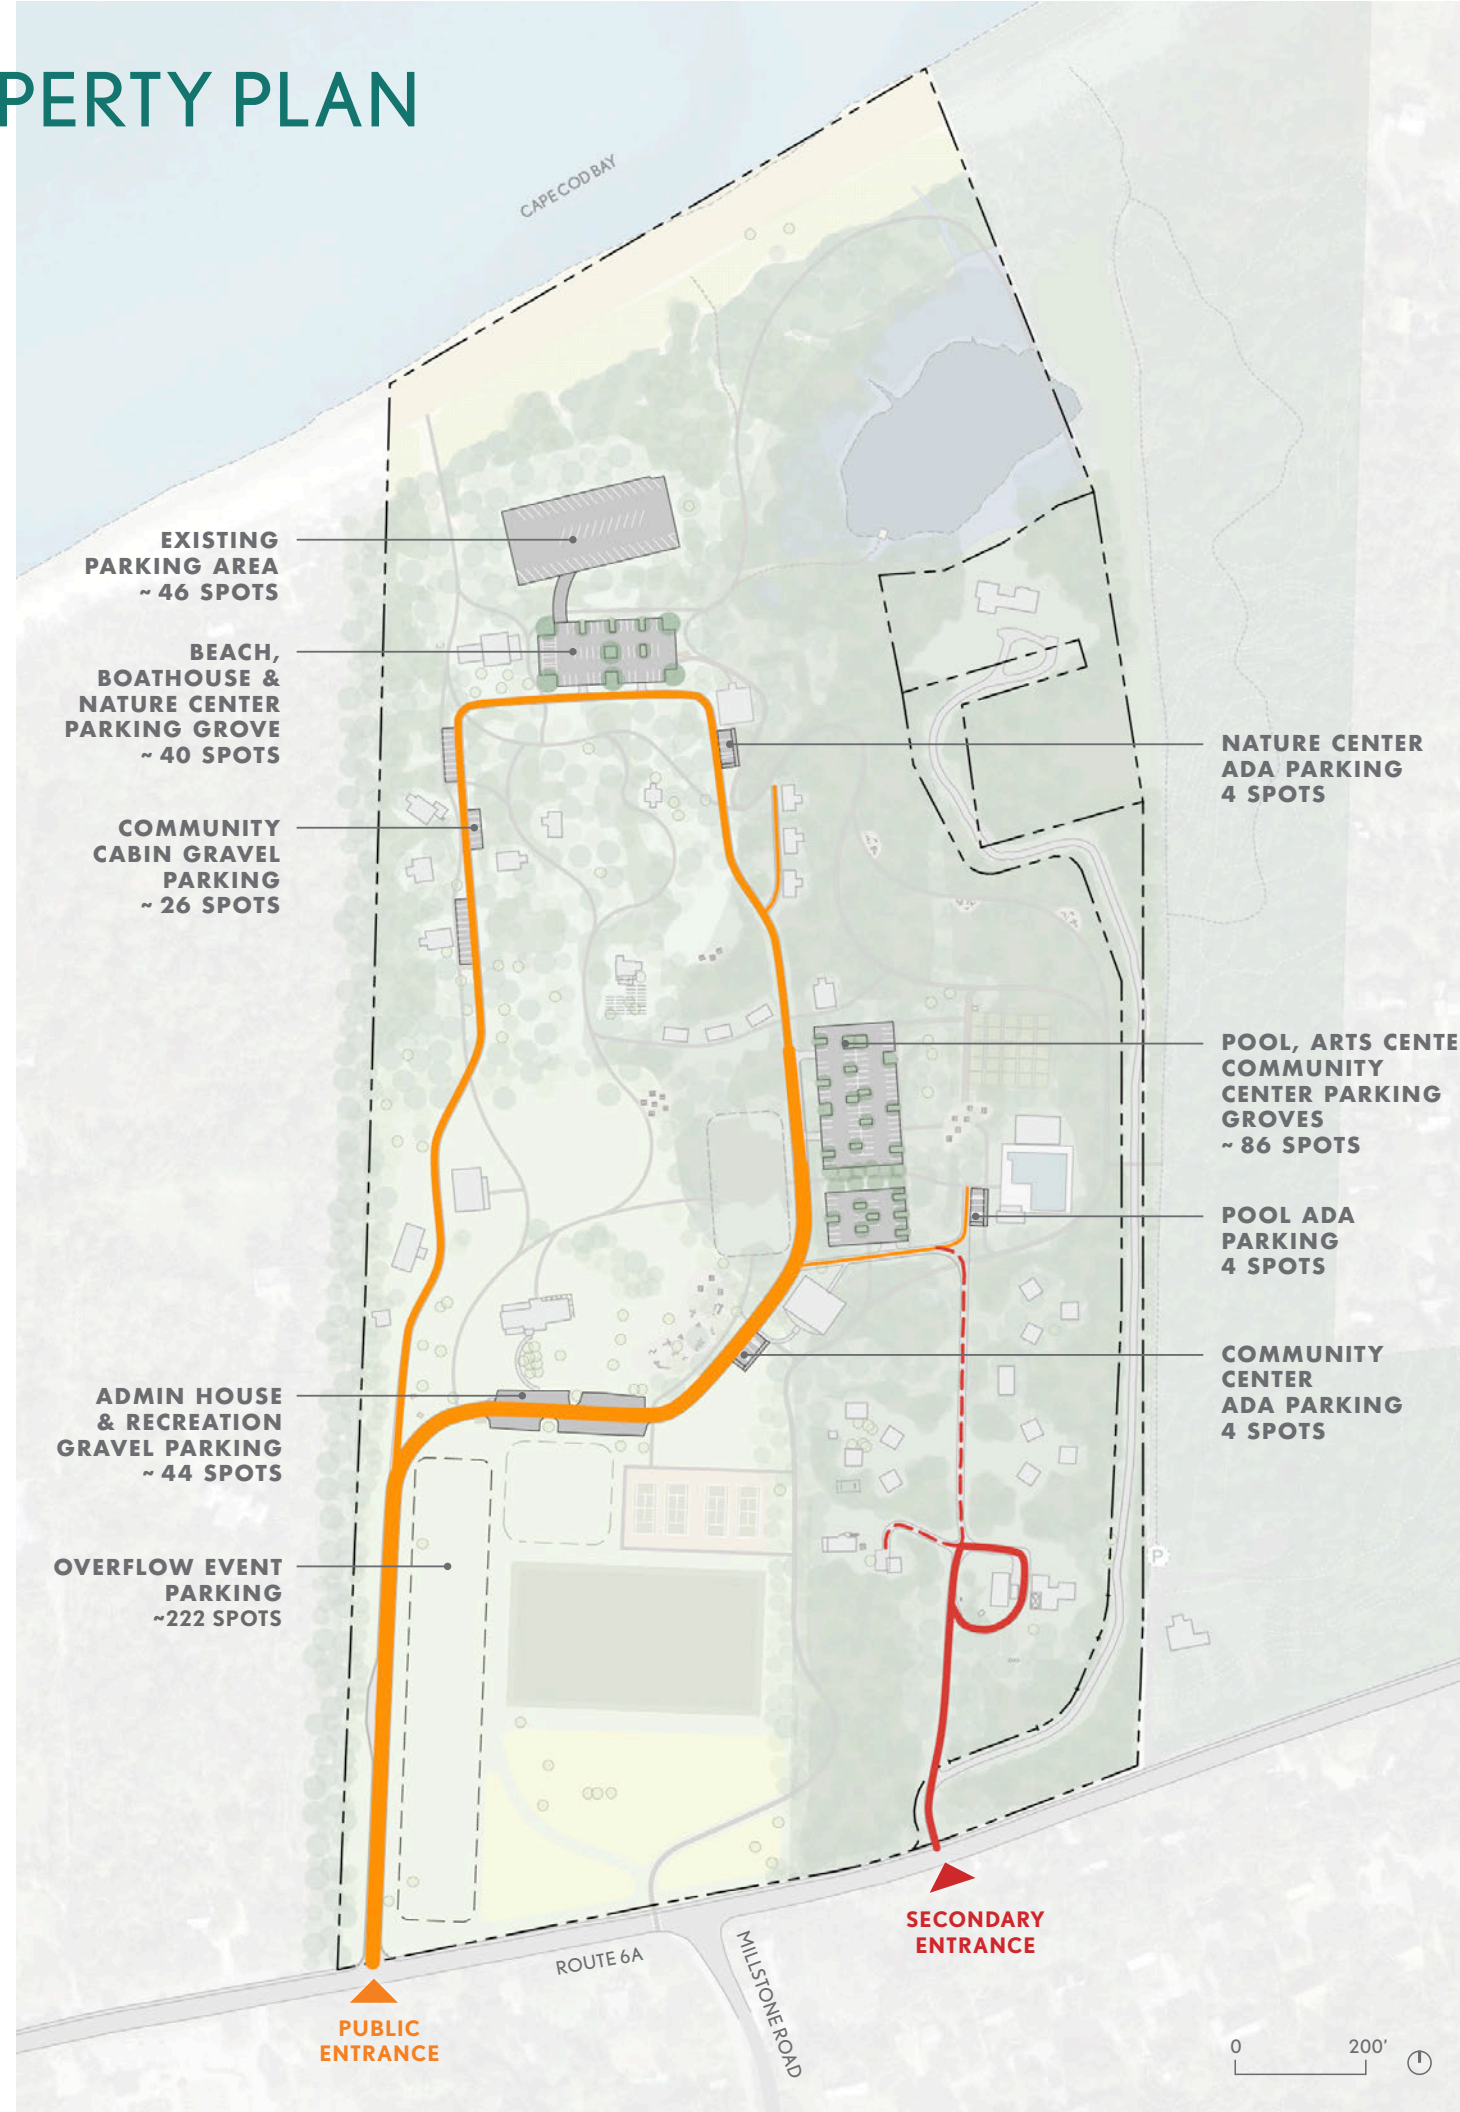 PERTY PLAN
CAPE COD BAY
EXISTING
PARKING AREA
~ 46 SPOTS
BEACH,
BOATHOUSE &
NATURE CENTER
PARKING GROVE
~ 40 SPOTS
COMMUNITY
CABIN GRAVEL
PARKING
~ 26 SPOTS
ADMIN HOUSE
& RECREATION
GRAVEL PARKING
~ 44 SPOTS
OVERFLOW EVENT
PARKING
~222 SPOTS
NATURE CENTER
ADA PARKING
4 SPOTS
POOL, ARTS CENTE
COMMUNITY
CENTER PARKING
GROVES
~ 86 SPOTS
POOL ADA
PARKING
4 SPOTS
COMMUNITY
CENTER
ADA PARKING
4 SPOTS
P
SECONDARY
ENTRANCE
ROUTE 6A
MILLSTONE ROAD
PUBLIC
ENTRANCE
0 200'